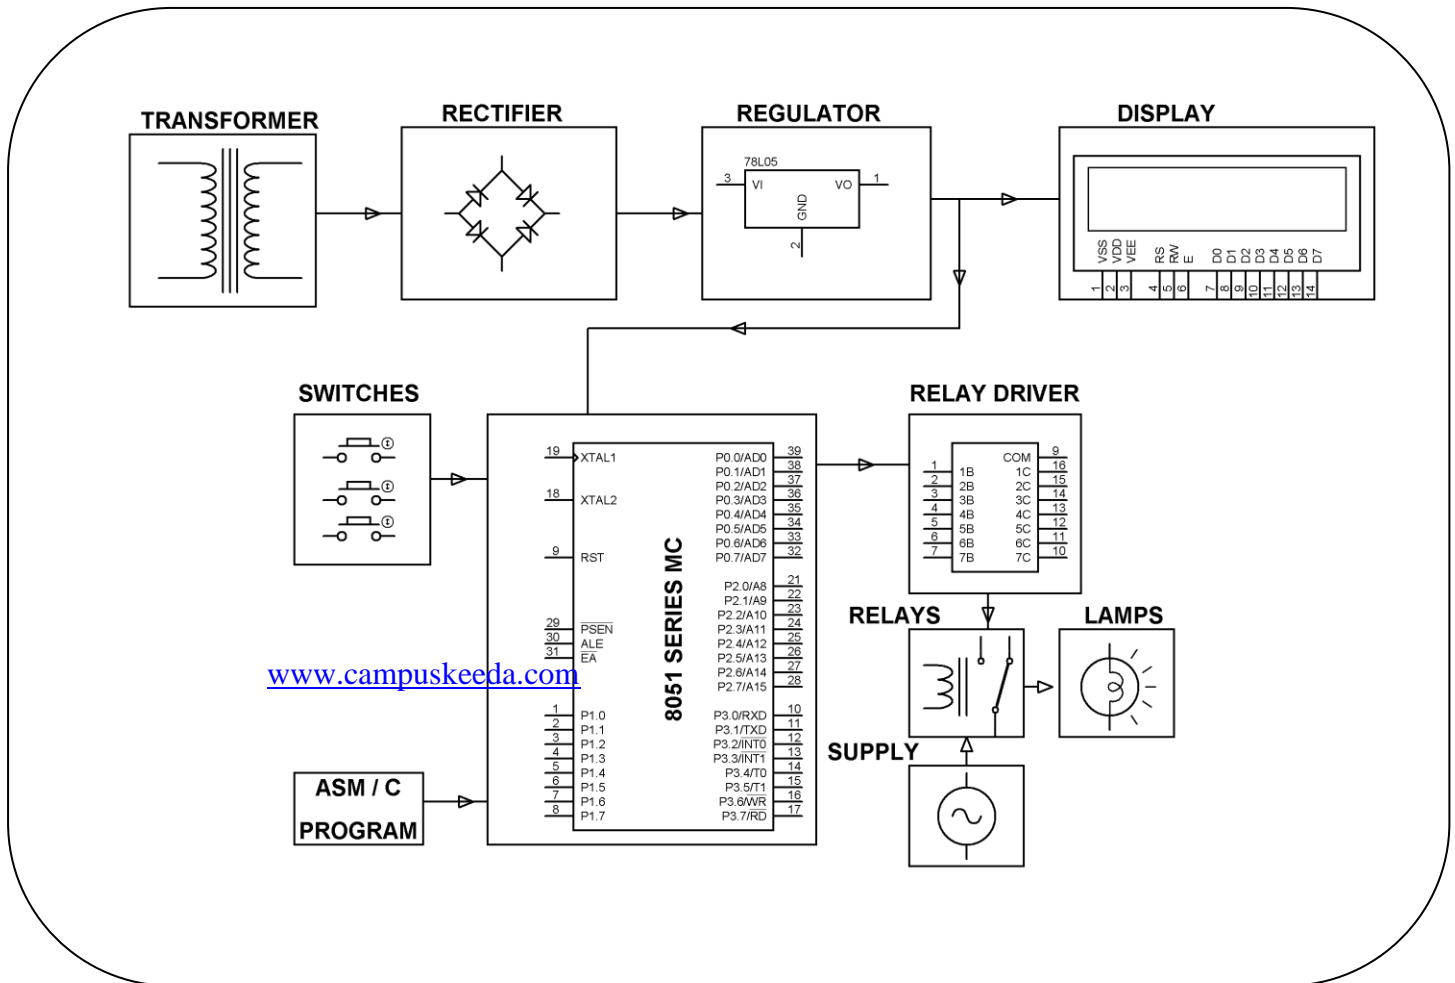 TRANSFORMER
RECTIFIER
REGULATOR
DISPLAY
78L05
3 VI VO 1
GND
2
VSS VDD VEE RS RW E D0 D1 D2 D3 D4 D5 D6 D7
1 2 3 4 5 6 7 8 9 10 11 12 13 14
SWITCHES
RELAY DRIVER
19 XTAL1 P0.0/AD0 39
P0.1/AD1 38
P0.2/AD2 37
18 XTAL2 P0.3/AD3 36
P0.4/AD4 35
P0.5/AD5 34
P0.6/AD6 33
9 RST P0.7/AD7 32
P2.0/A8 21
P2.1/A9 22
P2.2/A10 23
29 PSEN P2.3/A11 24
30 ALE P2.4/A12 25
31 EA P2.5/A13 26
P2.6/A14 27
P2.7/A15 28
1 P1.0 P3.0/RXD 10
2 P1.1 P3.1/TXD 11
3 P1.2 P3.2/INT0 12
4 P1.3 P3.3/INT1 13
5 P1.4 P3.4/T0 14
6 P1.5 P3.5/T1 15
7 P1.6 P3.6/WR 16
8 P1.7 P3.7/RD 17
8051 SERIES MC
COM 9
1 1B 1C 16
2 2B 2C 15
3 3B 3C 14
4 4B 4C 13
5 5B 5C 12
6 6B 6C 11
7 7B 7C 10
RELAYS
LAMPS
www.campuskeeda.com
SUPPLY
ASM / C
PROGRAM